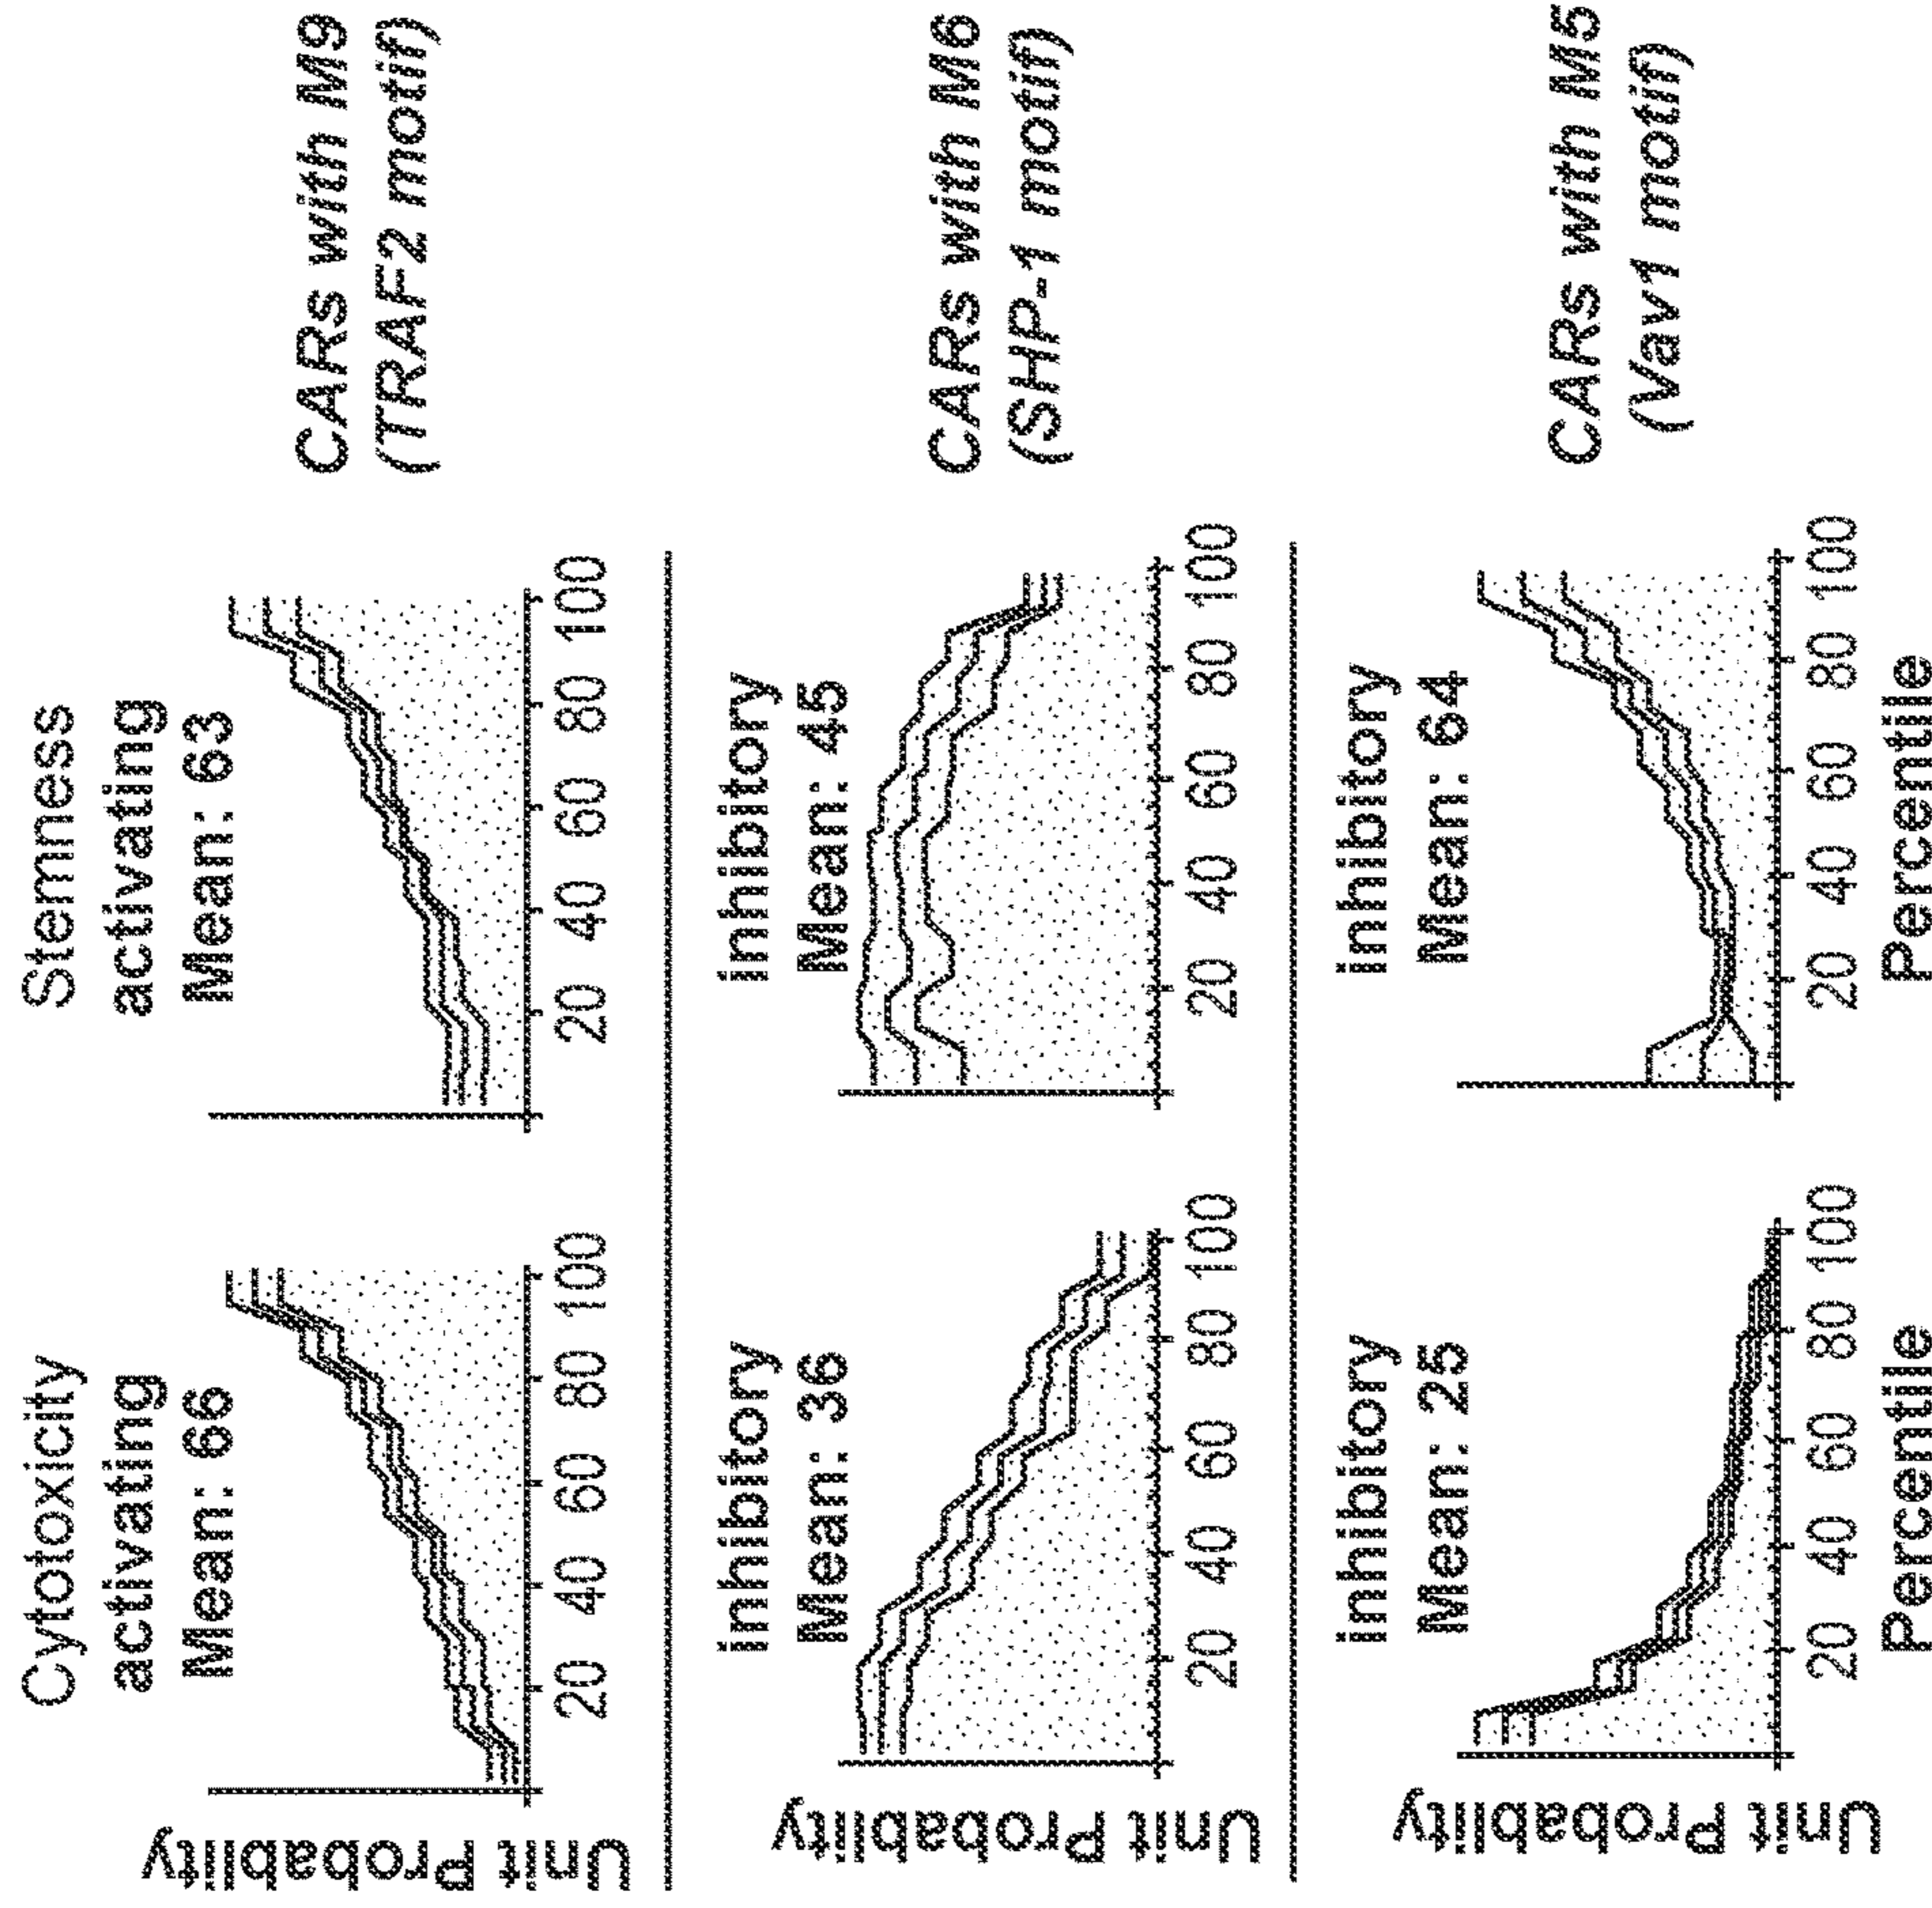 Cytotoxicity
activating
Mean: 66
Unit Probablity
20 40 60 80 100
Stemness
activating
Mean: 63
20 40 60 80 100
CARs with M9
(TRAF2 motif)
inhibitory
Mean: 36
Unit Probablity
20 40 60 80 100
inhibitory
Mean: 45
20 40 60 80 100
CARs with M6
(SHP-1 motif)
inhibitory
Mean: 25
Unit Probablity
20 40 60 80 100
Percentile
inhibitory
Mean: 64
20 40 60 80 100
Percentile
CARs with M5
(Vav1 motif)